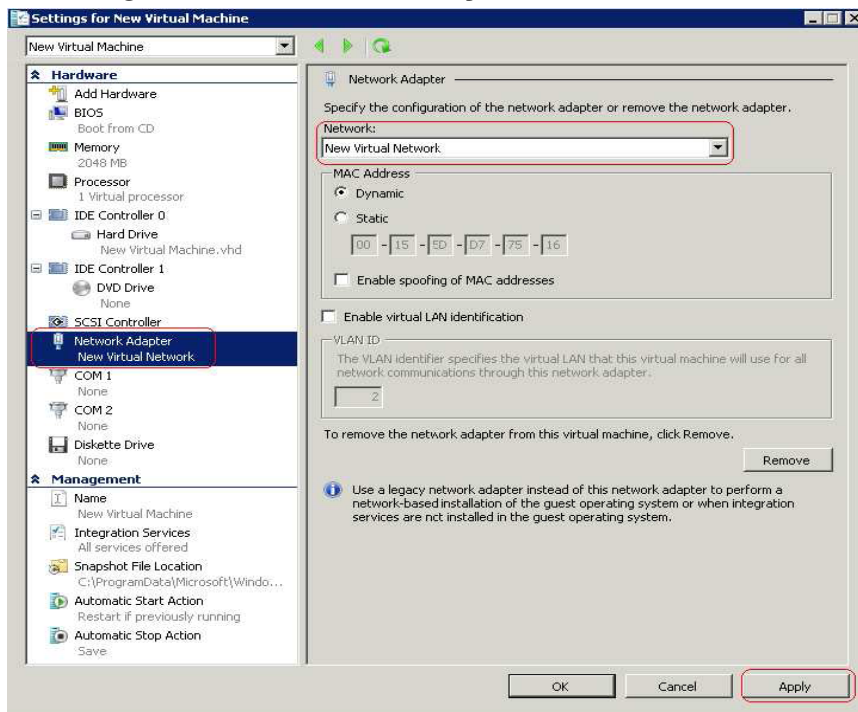 Settings for New Virtual Machine
New Virtual Machine
Hardware
Add Hardware
BIOS
Boot from CD
Memory
2048 MB
Processor
1 Virtual processor
IDE Controller 0
Hard Drive
New Virtual Machine.vhd
IDE Controller 1
DVD Drive
None
SCSI Controller
Network Adapter
New Virtual Network
COM 1
None
COM 2
None
Diskette Drive
None
Management
Name
New Virtual Machine
Integration Services
All services offered
Snapshot File Location
C:\ProgramData\Microsoft\Windo...
Automatic Start Action
Restart if previously running
Automatic Stop Action
Save
Network Adapter
Specify the configuration of the network adapter or remove the network adapter.
Network:
New Virtual Network
MAC Address
Dynamic
Static
00 - 15 - 5D - D7 - 75 - 16
Enable spoofing of MAC addresses
Enable virtual LAN identification
VLAN ID
The VLAN identifier specifies the virtual LAN that this virtual machine will use for all
network communications through this network adapter.
2
To remove the network adapter from this virtual machine, click Remove.
Remove
Use a legacy network adapter instead of this network adapter to perform a
network-based installation of the guest operating system or when integration
services are not installed in the guest operating system.
OK Cancel Apply